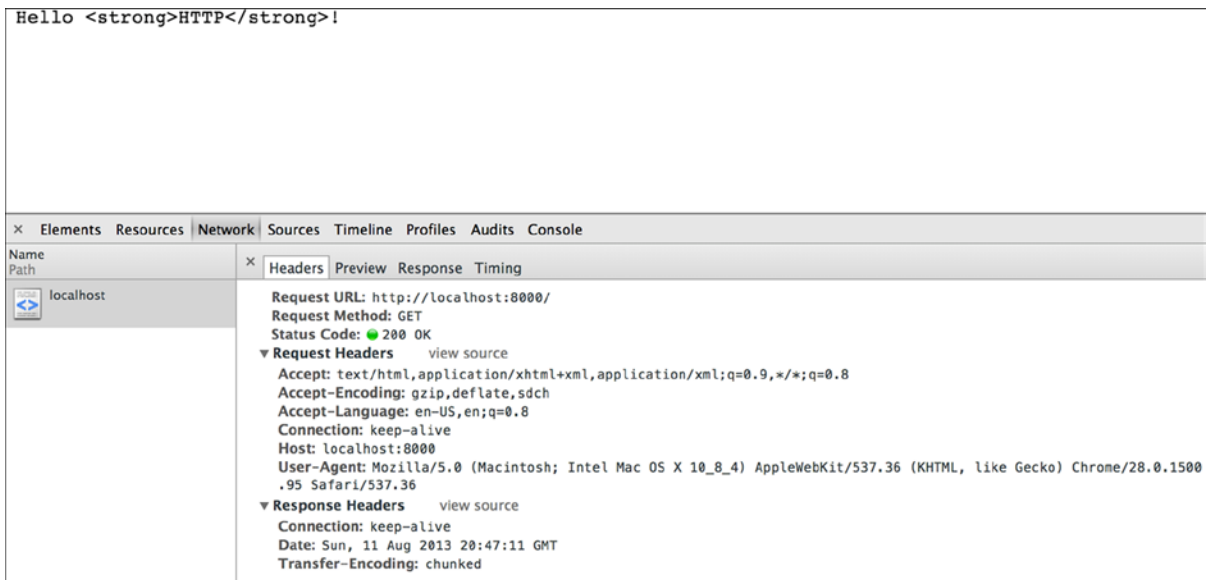 Hello <strong>HTTP</strong>!
× Elements Resources Network Sources Timeline Profiles Audits Console
Name
Path
× Headers Preview Response Timing
localhost
Request URL: http://localhost:8000/
Request Method: GET
Status Code: 200 OK
▼ Request Headers view source
Accept: text/html,application/xhtml+xml,application/xml;q=0.9,*/*;q=0.8
Accept-Encoding: gzip,deflate,sdch
Accept-Language: en-US,en;q=0.8
Connection: keep-alive
Host: localhost:8000
User-Agent: Mozilla/5.0 (Macintosh; Intel Mac OS X 10_8_4) AppleWebKit/537.36 (KHTML, like Gecko) Chrome/28.0.1500
.95 Safari/537.36
▼ Response Headers view source
Connection: keep-alive
Date: Sun, 11 Aug 2013 20:47:11 GMT
Transfer-Encoding: chunked